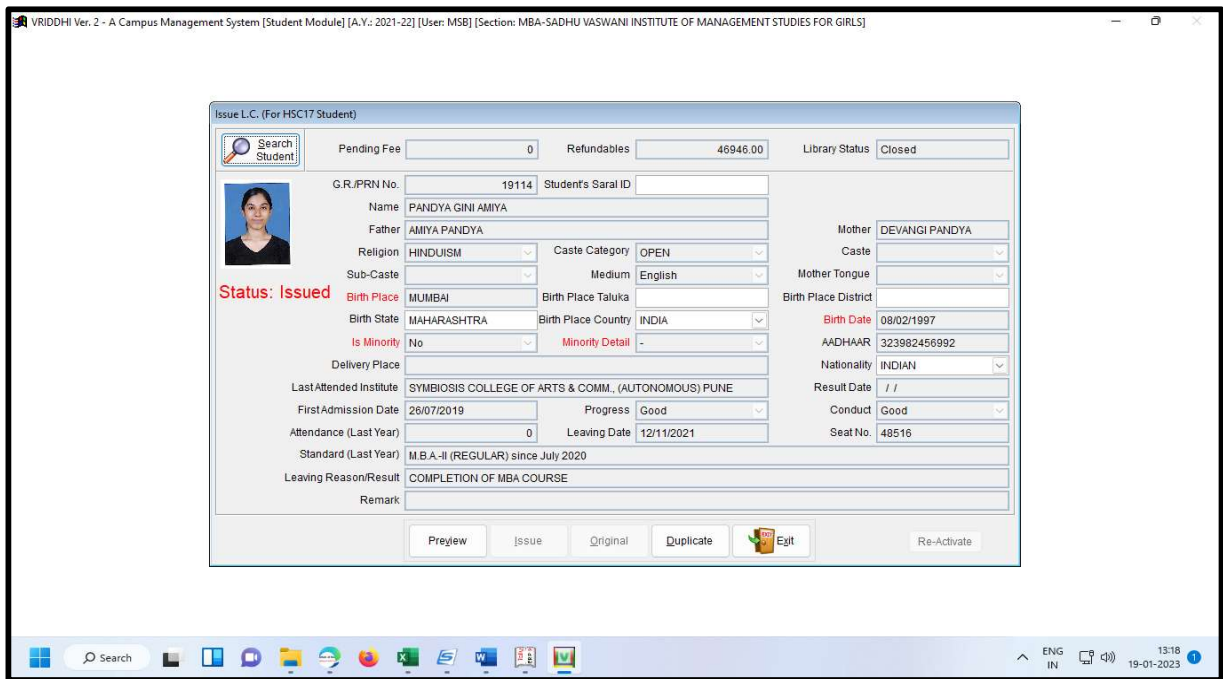 VRIDDHI Ver. 2 - A Campus Management System [Student Module] [A.Y.: 2021-22] [User: MSB] [Section: MBA-SADHU VASWANI INSTITUTE OF MANAGEMENT STUDIES FOR GIRLS]
Issue L.C. (For HSC17 Student)
Search Student Pending Fee 0 Refundables 46946.00 Library Status Closed
G.R./PRN No. 19114 Student's Saral ID
Name PANDYA GINI AMIYA
Father AMIYA PANDYA Mother DEVANGI PANDYA
Religion HINDUISM Caste Category OPEN Caste
Sub-Caste Medium English Mother Tongue
Status: Issued Birth Place MUMBAI Birth Place Taluka Birth Place District
Birth State MAHARASHTRA Birth Place Country INDIA Birth Date 08/02/1997
Is Minority No Minority Detail - AADHAAR 323982456992
Delivery Place Nationality INDIAN
Last Attended Institute SYMBIOSIS COLLEGE OF ARTS & COMM., (AUTONOMOUS) PUNE Result Date / /
First Admission Date 26/07/2019 Progress Good Conduct Good
Attendance (Last Year) 0 Leaving Date 12/11/2021 Seat No. 48516
Standard (Last Year) M.B.A.-II (REGULAR) since July 2020
Leaving Reason/Result COMPLETION OF MBA COURSE
Remark
Preview Issue Original Duplicate Exit Re-Activate
Search ENG IN 13:18 19-01-2023 1